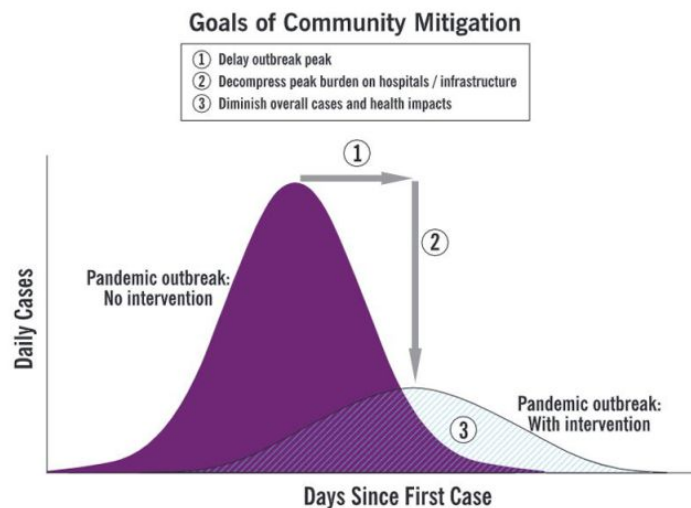 Goals of Community Mitigation
① Delay outbreak peak
② Decompress peak burden on hospitals / infrastructure
③ Diminish overall cases and health impacts
①
②
Pandemic outbreak:
No intervention
Daily Cases
Pandemic outbreak:
With intervention
③
Days Since First Case